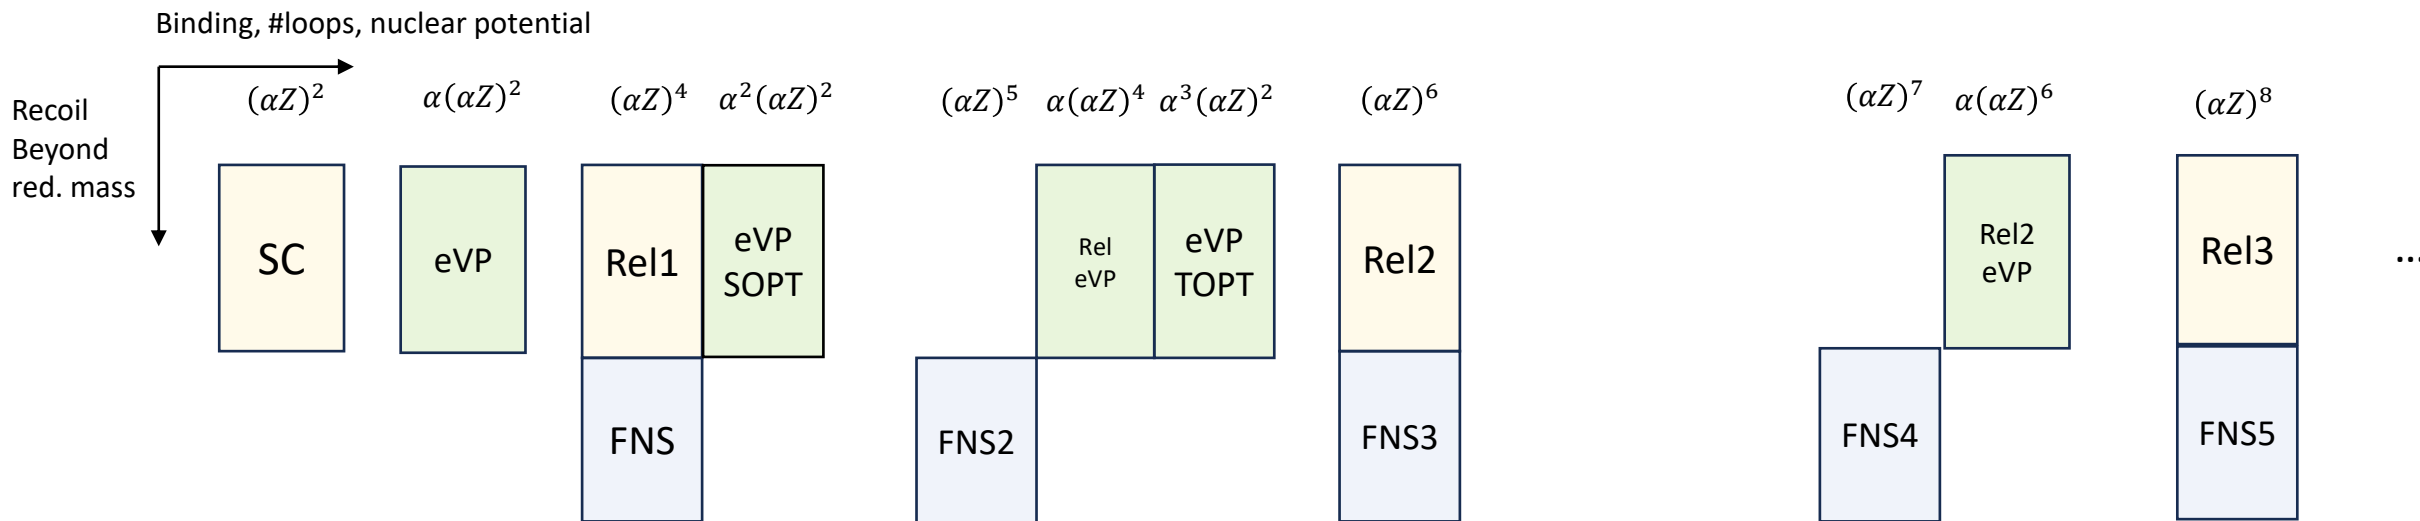 Binding, #loops, nuclear potential
Recoil
Beyond
red. mass
(αZ)² α(αZ)² (αZ)⁴ α²(αZ)² (αZ)⁵ α(αZ)⁴ α³(αZ)² (αZ)⁶ (αZ)⁷ α(αZ)⁶ (αZ)⁸
SC
eVP
Rel1
eVP
SOPT
Rel
eVP
eVP
TOPT
Rel2
Rel2
eVP
Rel3
...
FNS
FNS2
FNS3
FNS4
FNS5